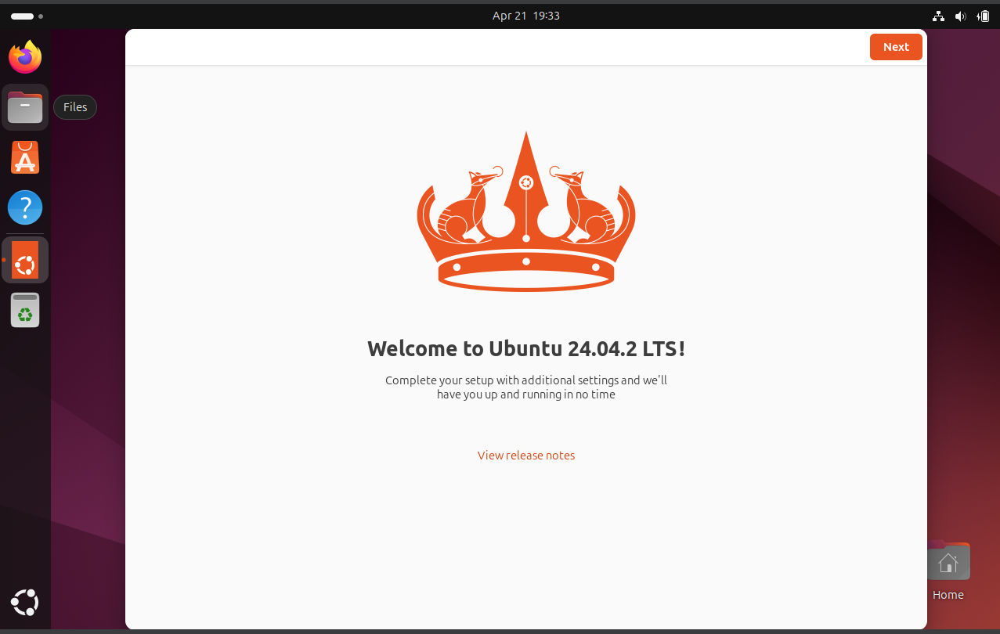 Apr 21 19:33
Next
Files
Welcome to Ubuntu 24.04.2 LTS!
Complete your setup with additional settings and we'll
have you up and running in no time
View release notes
Home